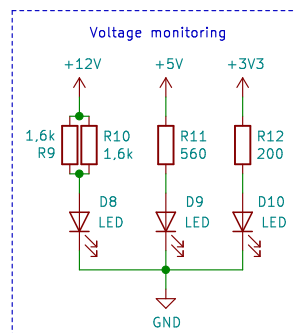 Voltage monitoring
+12V
+5V
+3V3
1,6k
R9
R10
1,6k
R11
560
R12
200
D8
LED
D9
LED
D10
LED
GND